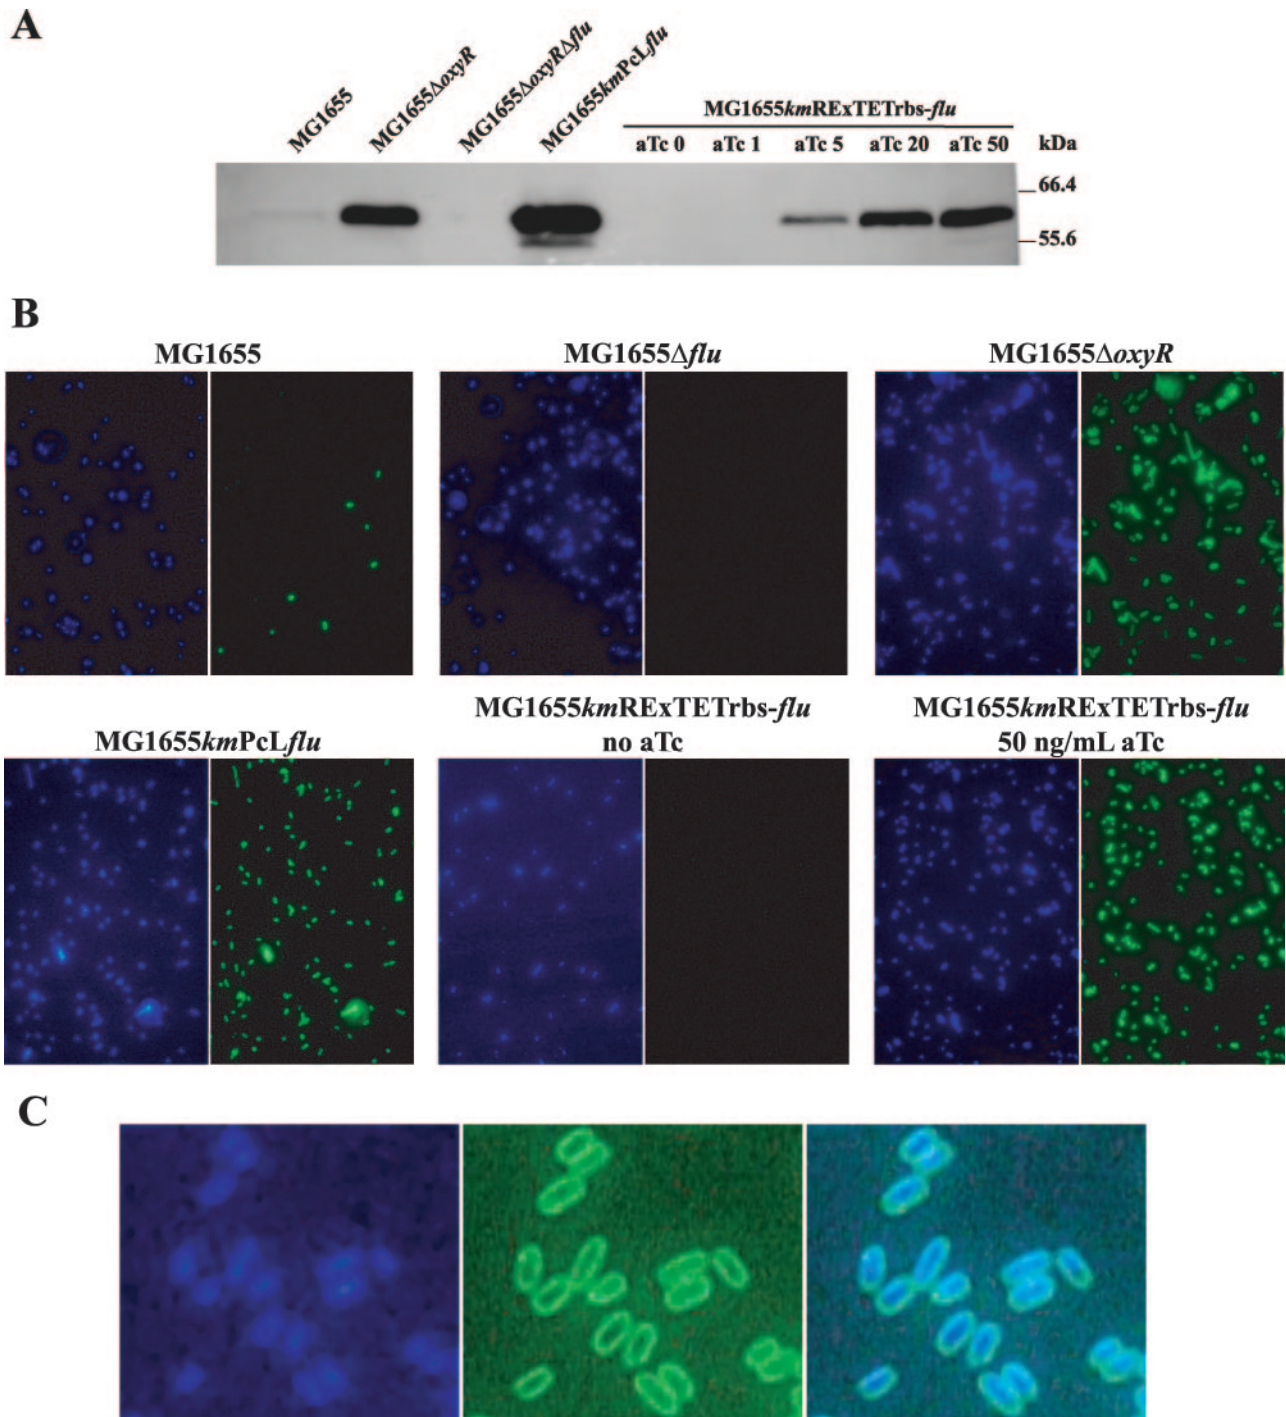 A
MG1655
MG1655ΔoxyR
MG1655ΔoxyRΔflu
MG1655kmPcLflu
MG1655kmRExTETrbs-flu
aTc 0 aTc 1 aTc 5 aTc 20 aTc 50 kDa
66.4
55.6
B
MG1655 MG1655Δflu MG1655ΔoxyR
MG1655kmPcLflu
MG1655kmRExTETrbs-flu
no aTc
MG1655kmRExTETrbs-flu
50 ng/mL aTc
C